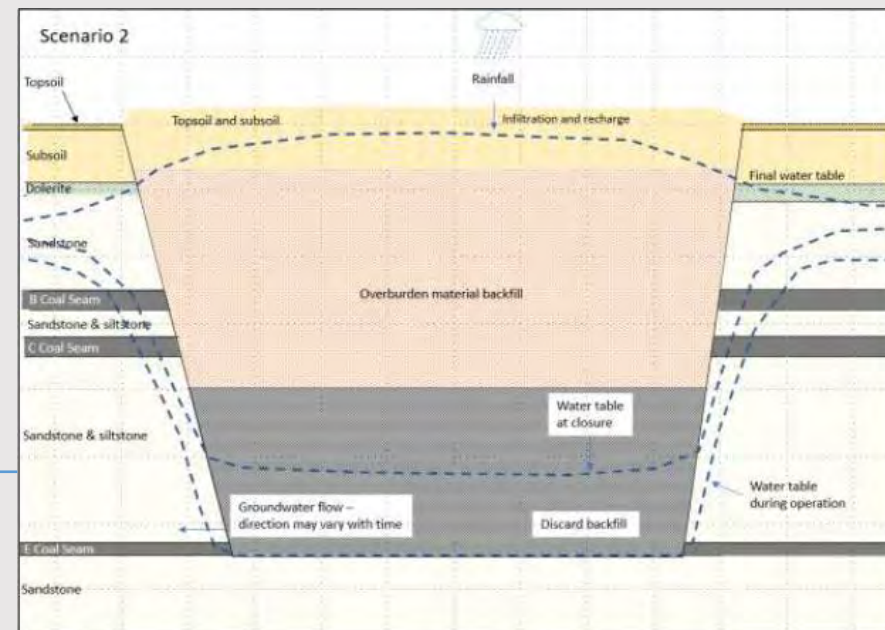 Scenario 2
Rainfall
Topsoil
Topsoil and subsoil
Infiltration and recharge
Subsoil
Final water table
Dolerite
Sandstone
Overburden material backfill
B Coal Seam
Sandstone & siltstone
C Coal Seam
Water table
at closure
Sandstone & siltstone
Water table
during operation
Groundwater flow –
direction may vary with time
Discard backfill
E Coal Seam
Sandstone